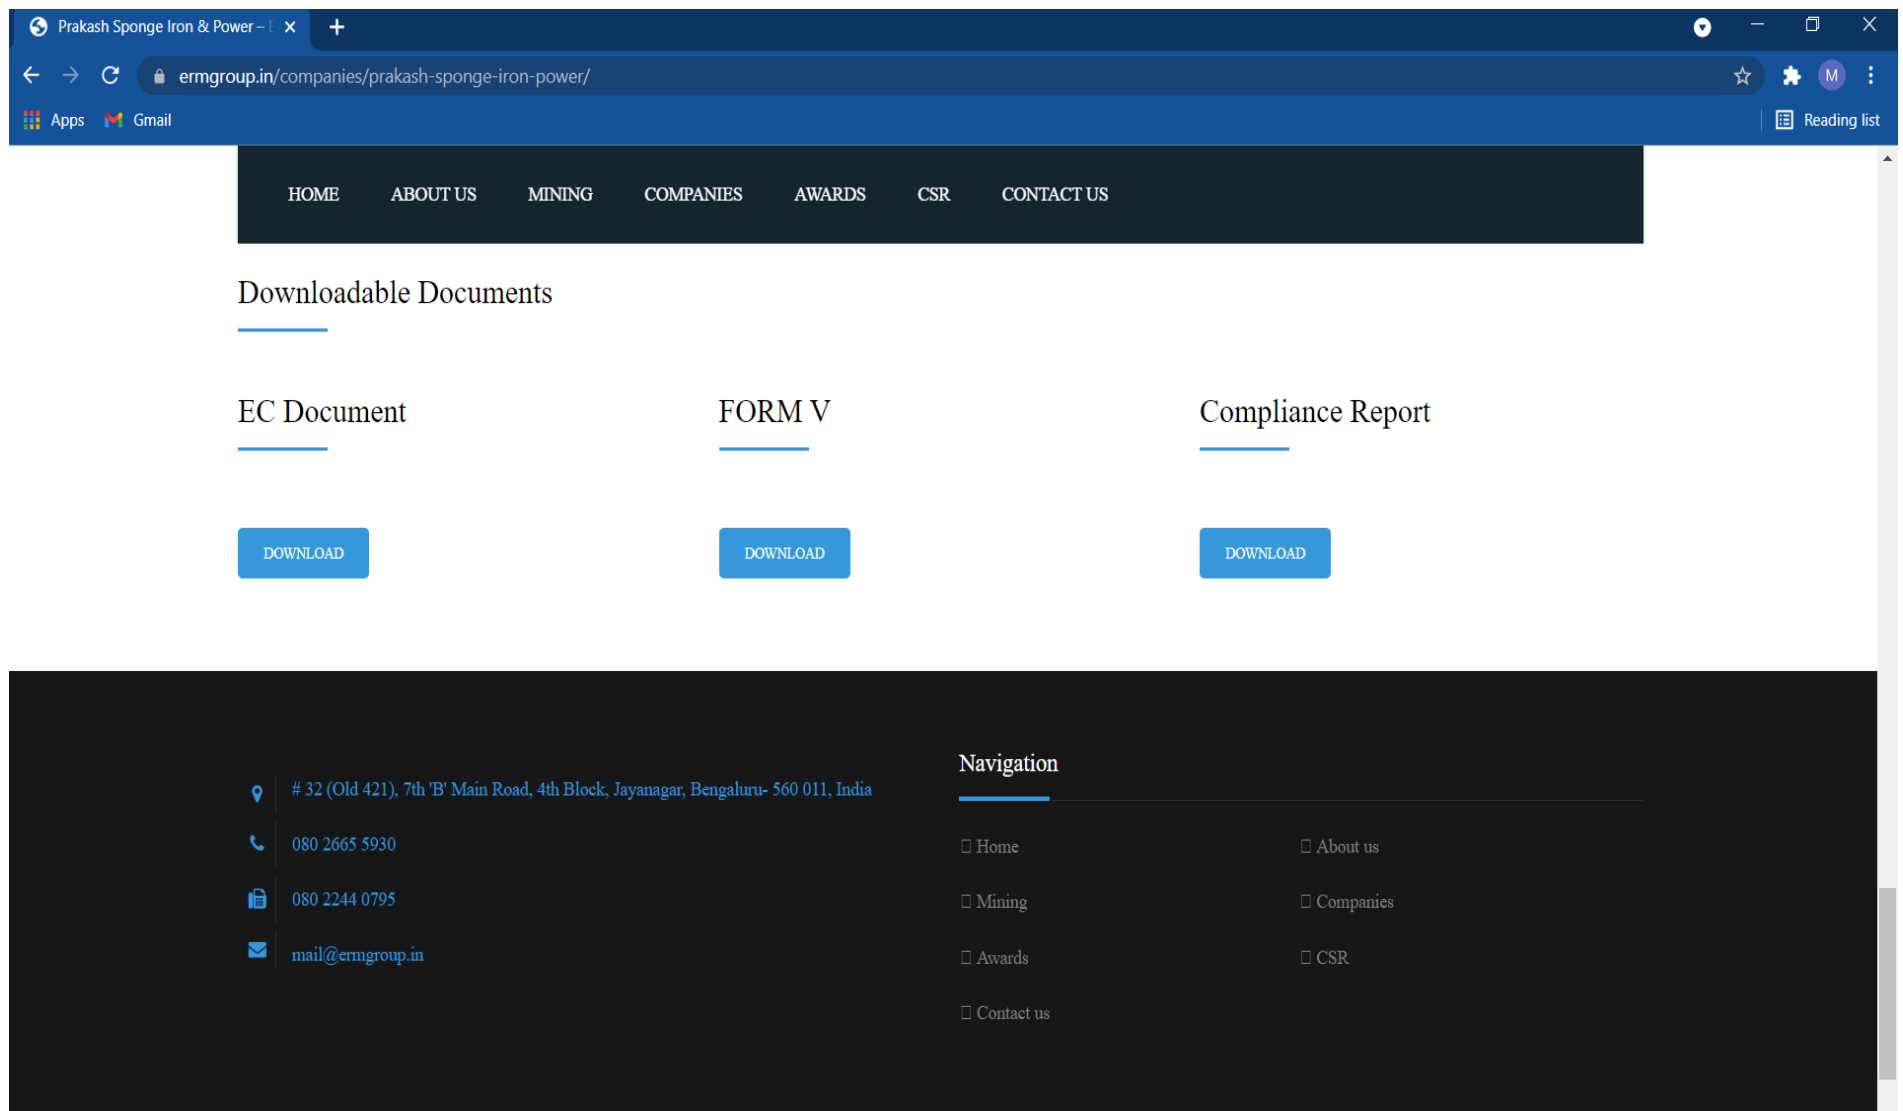 Prakash Sponge Iron & Power – E
ermgroup.in/companies/prakash-sponge-iron-power/
M
Apps Gmail Reading list
HOME ABOUT US MINING COMPANIES AWARDS CSR CONTACT US
Downloadable Documents
EC Document FORM V Compliance Report
DOWNLOAD DOWNLOAD DOWNLOAD
# 32 (Old 421), 7th 'B' Main Road, 4th Block, Jayanagar, Bengaluru- 560 011, India
080 2665 5930
080 2244 0795
mail@ermgroup.in
Navigation
Home About us
Mining Companies
Awards CSR
Contact us